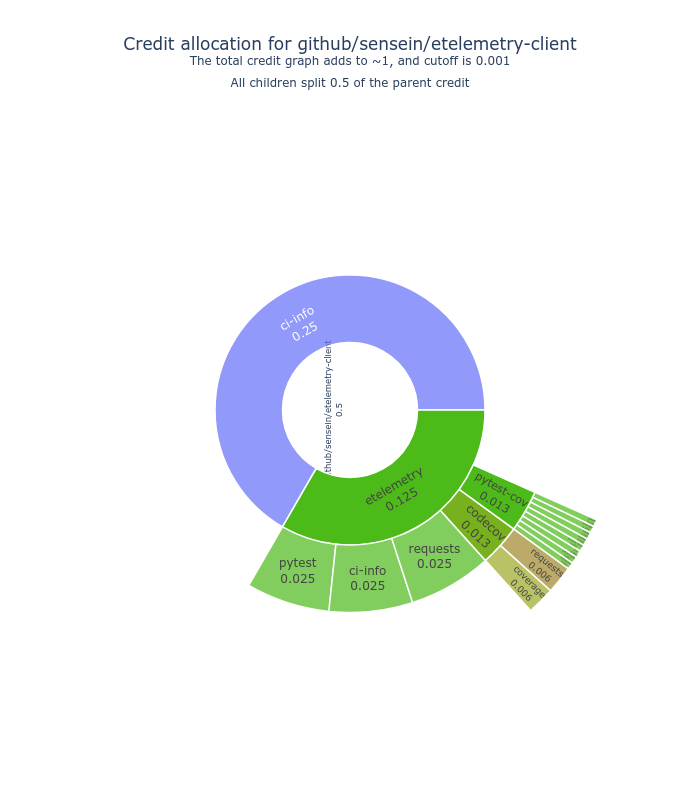 Credit allocation for github/sensein/etelemetry-client
The total credit graph adds to ~1, and cutoff is 0.001
All children split 0.5 of the parent credit
ci-info
0.25
github/sensein/etelemetry-client
0.5
etelemetry
0.125
pytest-cov
0.013
codecov
0.013
requests
0.025
ci-info
0.025
pytest
0.025
requests
0.006
coverage
0.006